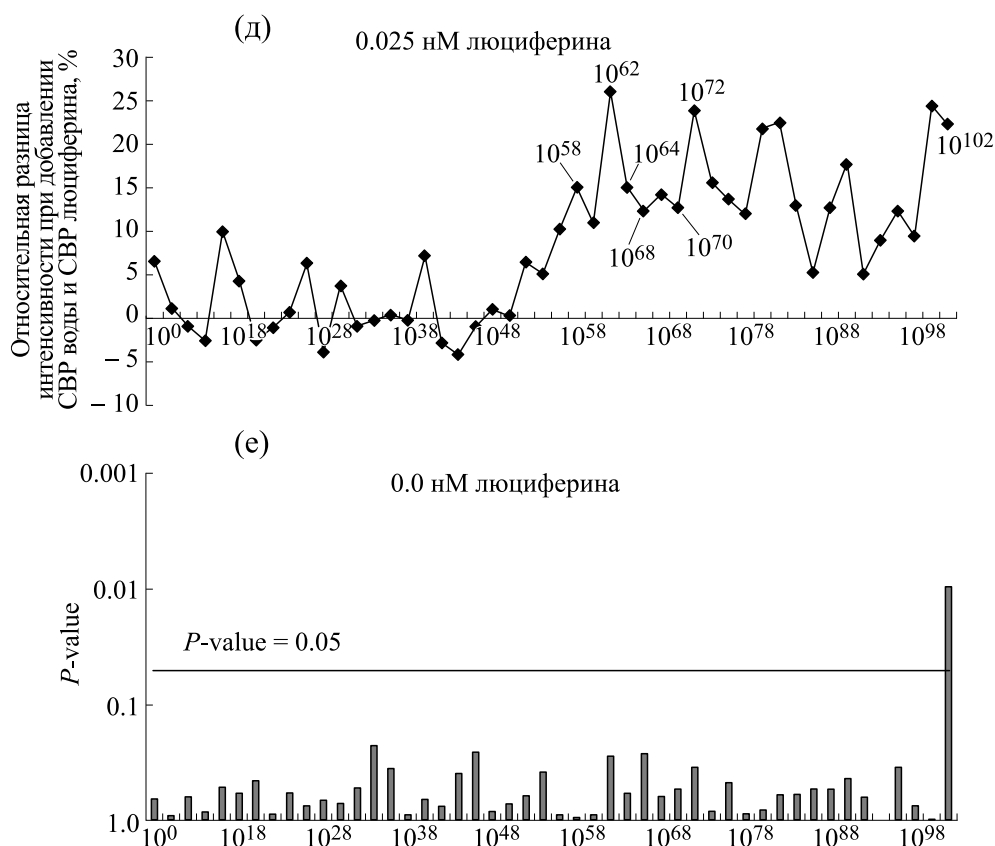 (д)
0.025 нМ люциферина
Относительная разница
интенсивности при добавлении
СВР воды и СВР люциферина, %
30
25
20
15
10
5
0
– 5
– 10
10^58
10^62
10^64
10^68
10^70
10^72
10^102
10^0 10^18 10^28 10^38 10^48 10^58 10^68 10^78 10^88 10^98
(е)
0.0 нМ люциферина
P-value
0.001
0.01
0.1
1.0
P-value = 0.05
10^0 10^18 10^28 10^38 10^48 10^58 10^68 10^78 10^88 10^98